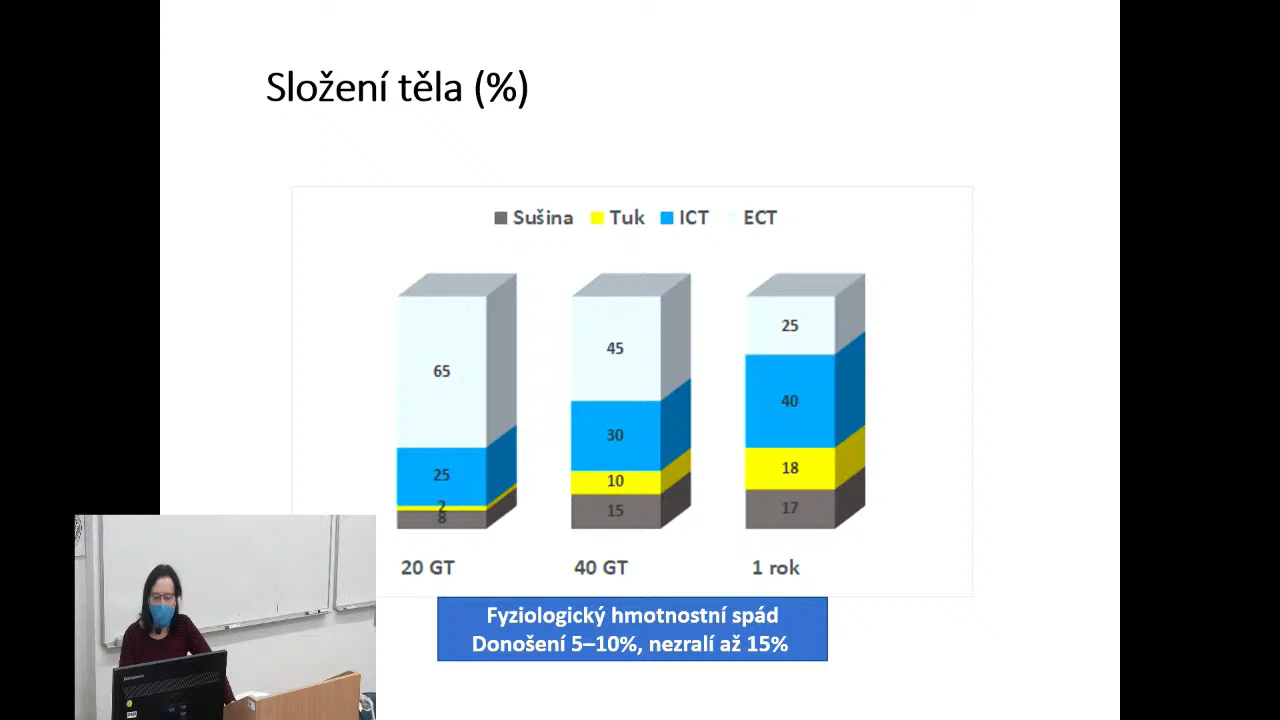 Složení těla (%)
Sušina Tuk ICT ECT
65 45 25
25 30 40
2 10 18
8 15 17
20 GT 40 GT 1 rok
Fyziologický hmotnostní spád
Donošení 5–10%, nezralí až 15%